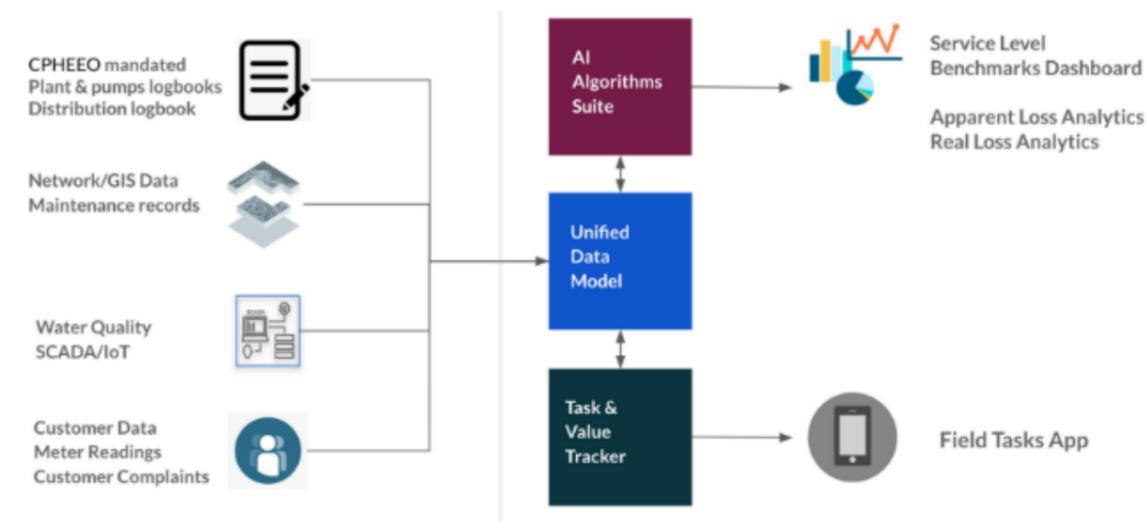 CPHEEO mandated
Plant & pumps logbooks
Distribution logbook
Network/GIS Data
Maintenance records
SCADA
Water Quality
SCADA/IoT
Customer Data
Meter Readings
Customer Complaints
AI
Algorithms
Suite
Unified
Data
Model
Task &
Value
Tracker
Service Level
Benchmarks Dashboard
Apparent Loss Analytics
Real Loss Analytics
Field Tasks App